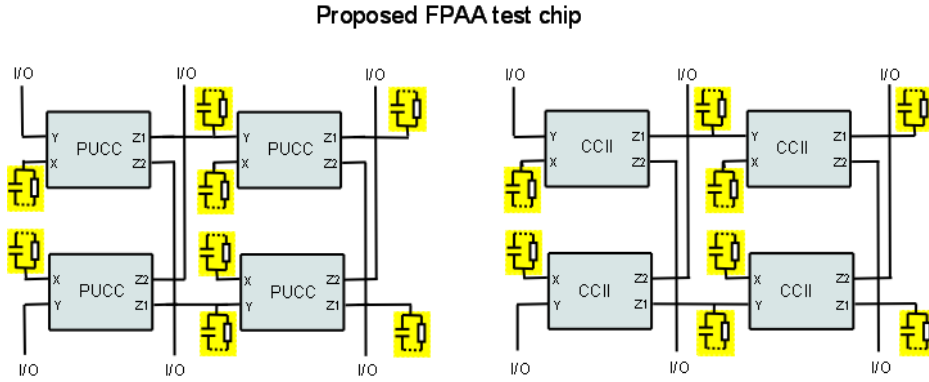 Proposed FPAA test chip
I/O I/O I/O I/O I/O I/O
Y PUCC Z1 Y PUCC Z1 Y CCII Z1 Y CCII Z1
X Z2 X Z2 X Z2 X Z2
X PUCC Z2 X PUCC Z2 X CCII Z2 X CCII Z2
Y Z1 Y Z1 Y Z1 Y Z1
I/O I/O I/O I/O I/O I/O